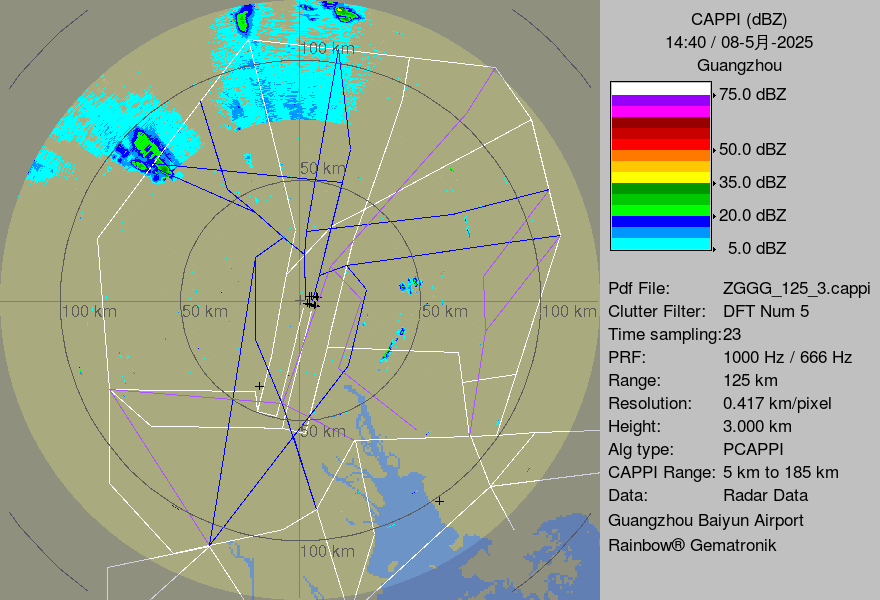 CAPPI (dBZ)
14:40 / 08-5月-2025
Guangzhou
75.0 dBZ
50.0 dBZ
35.0 dBZ
20.0 dBZ
5.0 dBZ
Pdf File: ZGGG_125_3.cappi
Clutter Filter: DFT Num 5
Time sampling:23
PRF: 1000 Hz / 666 Hz
Range: 125 km
Resolution: 0.417 km/pixel
Height: 3.000 km
Alg type: PCAPPI
CAPPI Range: 5 km to 185 km
Data: Radar Data
Guangzhou Baiyun Airport
Rainbow® Gematronik
100 km
50 km
100 km
50 km
50 km
100 km
50 km
100 km